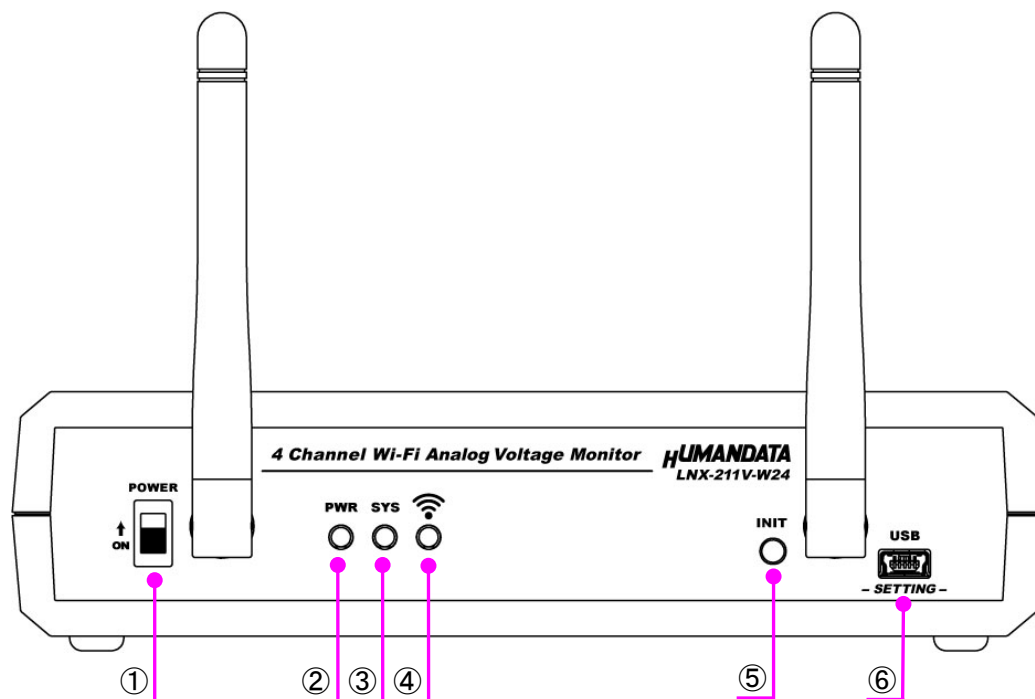 4 Channel Wi-Fi Analog Voltage Monitor
HUMANDATA
LNX-211V-W24
POWER
ON
PWR SYS
INIT
USB
– SETTING –
① ② ③ ④ ⑤ ⑥